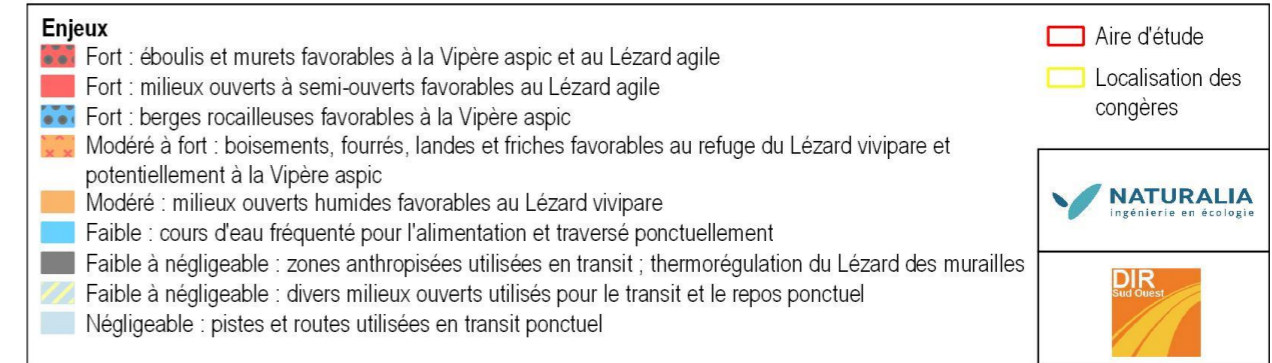 Enjeux
Fort : éboulis et murets favorables à la Vipère aspic et au Lézard agile
Fort : milieux ouverts à semi-ouverts favorables au Lézard agile
Fort : berges rocailleuses favorables à la Vipère aspic
Modéré à fort : boisements, fourrés, landes et friches favorables au refuge du Lézard vivipare et
potentiellement à la Vipère aspic
Modéré : milieux ouverts humides favorables au Lézard vivipare
Faible : cours d'eau fréquenté pour l'alimentation et traversé ponctuellement
Faible à négligeable : zones anthropisées utilisées en transit ; thermorégulation du Lézard des murailles
Faible à négligeable : divers milieux ouverts utilisés pour le transit et le repos ponctuel
Négligeable : pistes et routes utilisées en transit ponctuel
Aire d'étude
Localisation des
congères
NATURALIA
ingénierie en écologie
DIR
Sud Ouest